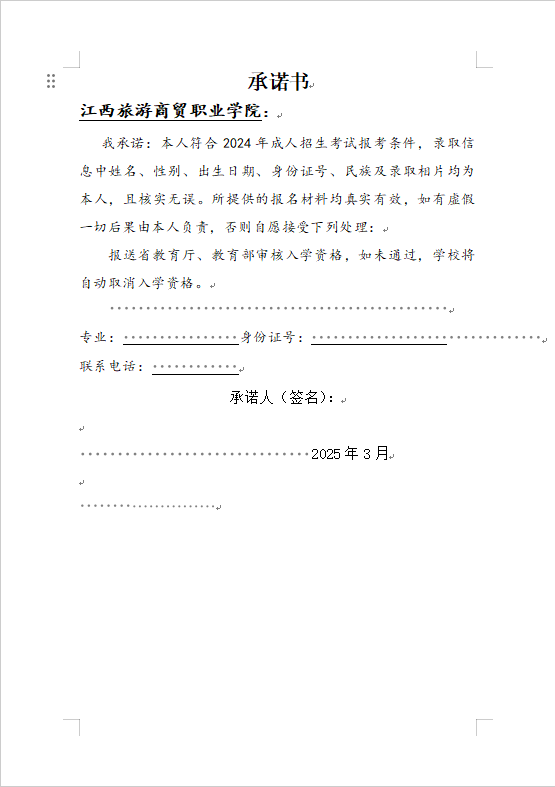 承诺书
江西旅游商贸职业学院：
我承诺：本人符合 2024 年成人招生考试报考条件，录取信
息中姓名、性别、出生日期、身份证号、民族及录取相片均为
本人，且核实无误。所提供的报名材料均真实有效，如有虚假
一切后果由本人负责，否则自愿接受下列处理：
报送省教育厅、教育部审核入学资格，如未通过，学校将
自动取消入学资格。
专业： 身份证号：
联系电话：
承诺人（签名）：
2025 年 3 月